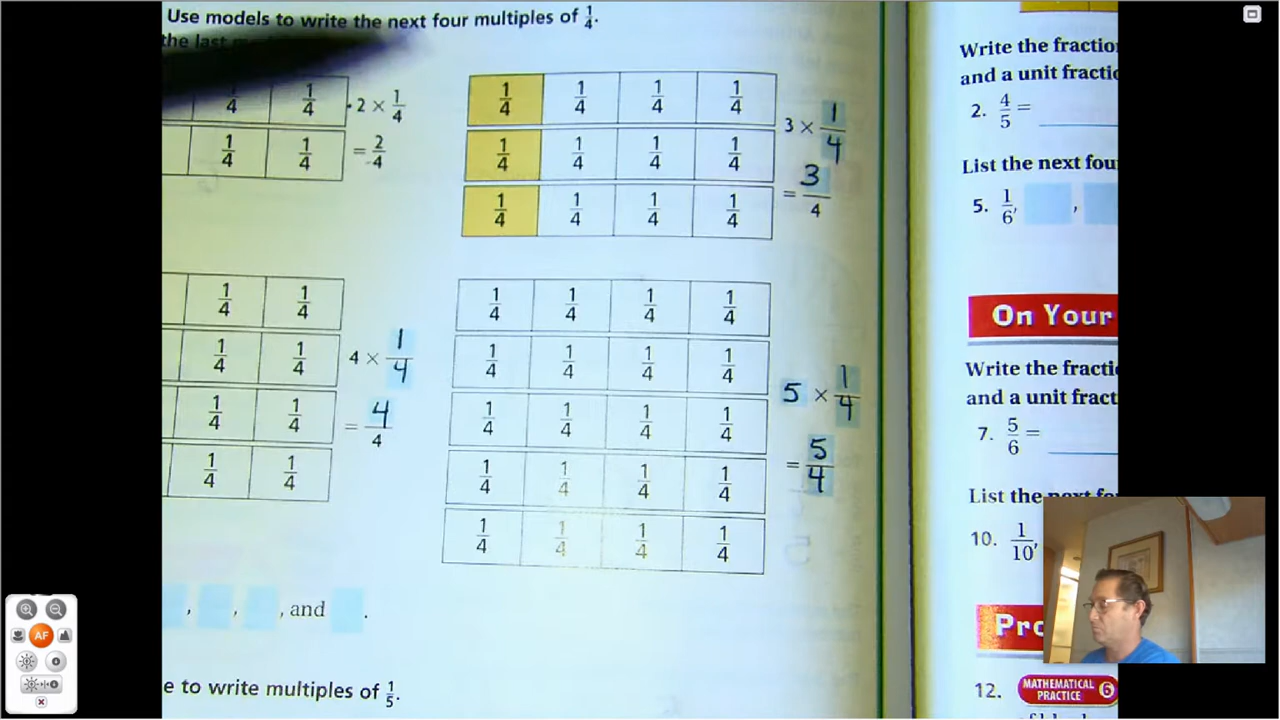 Use models to write the next four multiples of 1/4.
the last
1/4 1/4 2 × 1/4
1/4 1/4 = 2/4
1/4 1/4 1/4 1/4
1/4 1/4 1/4 1/4 3 × 1/4
1/4 1/4 1/4 1/4 = 3/4
1/4 1/4
1/4 1/4 4 × 1/4
1/4 1/4 = 4/4
1/4 1/4
1/4 1/4 1/4 1/4
1/4 1/4 1/4 1/4 5 × 1/4
1/4 1/4 1/4 1/4 = 5/4
1/4 1/4 1/4 1/4
1/4 1/4 1/4 1/4
, , , and .
e to write multiples of 1/5.
Write the fractio
and a unit fractio
2. 4/5 =
List the next fou
5. 1/6, ,
On Your
Write the fracti
and a unit fract
7. 5/6 =
List the next fo
10. 1/10,
Pro
12. MATHEMATICAL PRACTICE 6
AF